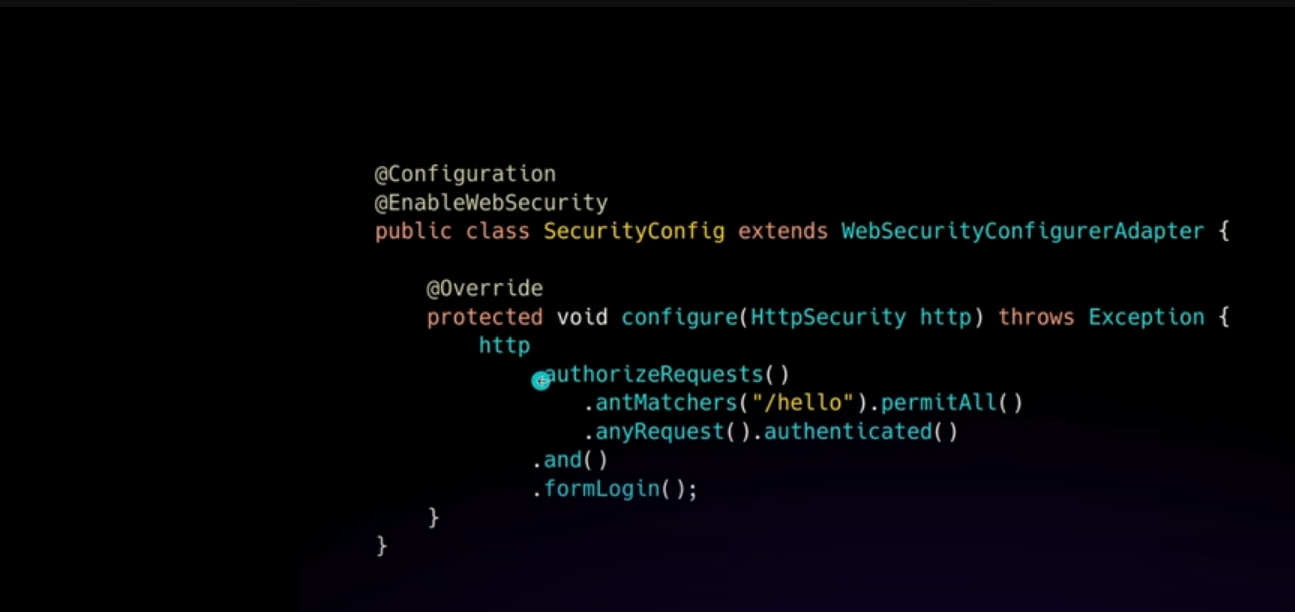 @Configuration
@EnableWebSecurity
public class SecurityConfig extends WebSecurityConfigurerAdapter {
@Override
protected void configure(HttpSecurity http) throws Exception {
http
.authorizeRequests()
.antMatchers("/hello").permitAll()
.anyRequest().authenticated()
.and()
.formLogin();
}
}